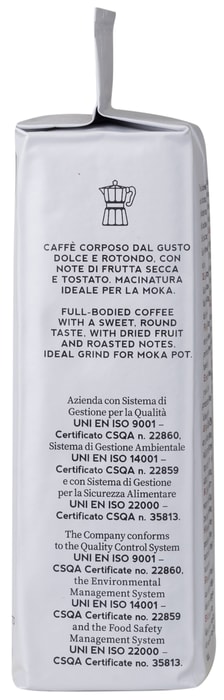 CAFFÈ CORPOSO DAL GUSTO
DOLCE E ROTONDO, CON
NOTE DI FRUTTA SECCA
E TOSTATO. MACINATURA
IDEALE PER LA MOKA.
FULL-BODIED COFFEE
WITH A SWEET, ROUND
TASTE, WITH DRIED FRUIT
AND ROASTED NOTES.
IDEAL GRIND FOR MOKA POT.
Azienda con Sistema di
Gestione per la Qualità
UNI EN ISO 9001 –
Certificato CSQA n. 22860,
Sistema di Gestione Ambientale
UNI EN ISO 14001 –
Certificato CSQA n. 22859
e con Sistema di Gestione
per la Sicurezza Alimentare
UNI EN ISO 22000 –
Certificato CSQA n. 35813.
The Company conforms
to the Quality Control System
UNI EN ISO 9001 –
CSQA Certificate no. 22860,
the Environmental
Management System
UNI EN ISO 14001 –
CSQA Certificate no. 22859
and the Food Safety
Management System
UNI EN ISO 22000 –
CSQA Certificate no. 35813.